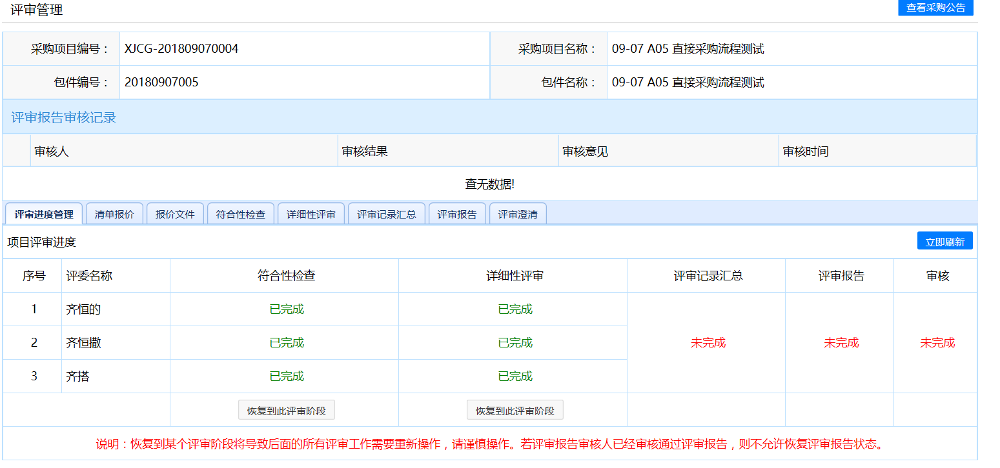 评审管理 查看采购公告
采购项目编号： XJCG-201809070004 采购项目名称： 09-07 A05 直接采购流程测试
包件编号： 20180907005 包件名称： 09-07 A05 直接采购流程测试
评审报告审核记录
审核人 审核结果 审核意见 审核时间
查无数据!
评审进度管理 清单报价 报价文件 符合性检查 详细性评审 评审记录汇总 评审报告 评审澄清
项目评审进度 立即刷新
序号 评委名称 符合性检查 详细性评审 评审记录汇总 评审报告 审核
1 齐恒的 已完成 已完成
2 齐恒撒 已完成 已完成 未完成 未完成 未完成
3 齐搭 已完成 已完成
恢复到此评审阶段 恢复到此评审阶段
说明：恢复到某个评审阶段将导致后面的所有评审工作需要重新操作，请谨慎操作。若评审报告审核人已经审核通过评审报告，则不允许恢复评审报告状态。